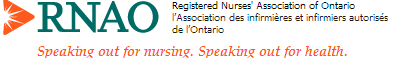 RNAO
Registered Nurses' Association of Ontario
l'Association des infirmières et infirmiers autorisés
de l'Ontario
Speaking out for nursing. Speaking out for health.